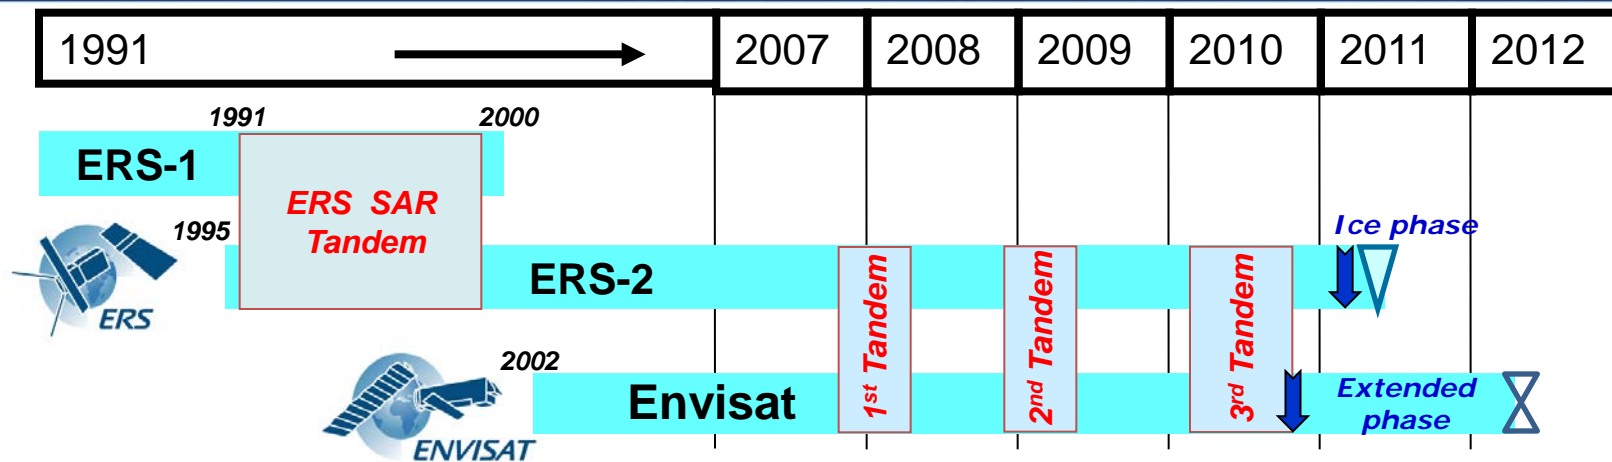 1991
2007
2008
2009
2010
2011
2012
1991
2000
ERS-1
ERS SAR
Tandem
1995
ERS
ERS-2
Ice phase
1st Tandem
2nd Tandem
3rd Tandem
2002
ENVISAT
Envisat
Extended
phase